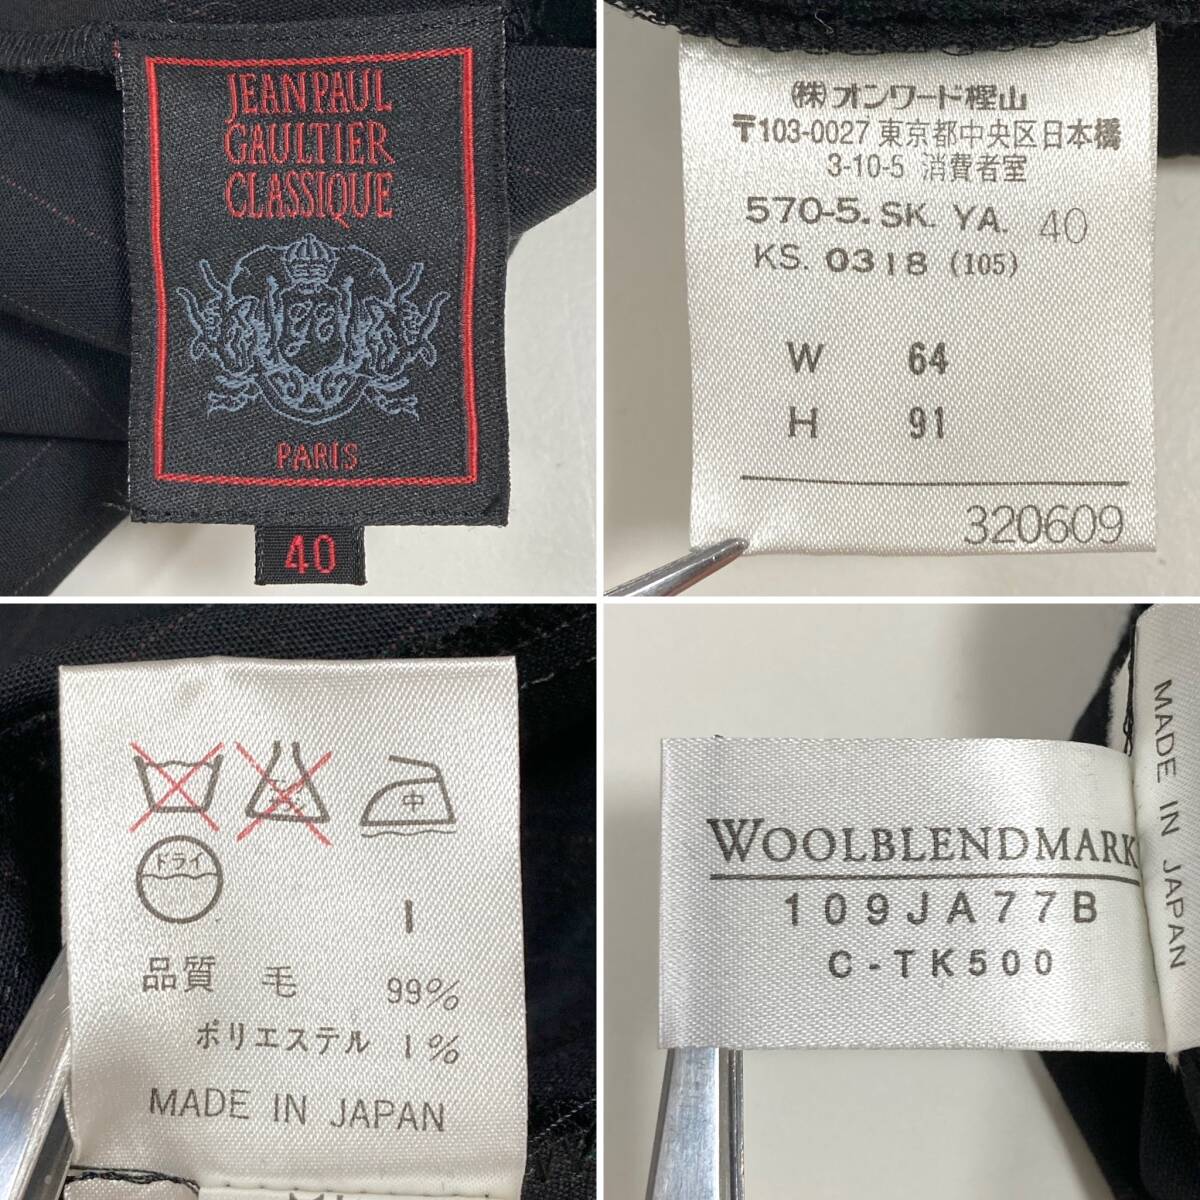 JEAN PAUL
GAULTIER
CLASSIQUE
PARIS
40
㈱オンワード樫山
〒103-0027 東京都中央区日本橋
3-10-5 消費者室
570-5. SK. YA. 40
KS. 0318 (105)
W 64
H 91
320609
中
ドライ
1
品質 毛 99%
ポリエステル 1%
MADE IN JAPAN
WOOLBLENDMARK
109JA77B
C-TK500
MADE IN JAPAN